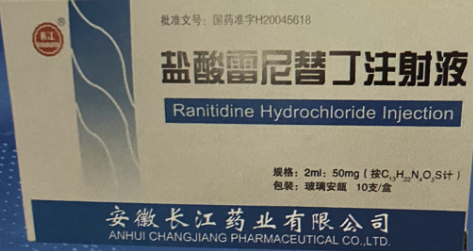 批准文号：国药准字H20045618
长江
盐酸雷尼替丁注射液
Ranitidine Hydrochloride Injection
规格：2ml：50mg（按C₁₃H₂₂N₄O₃S计）
包装：玻璃安瓿 10支/盒
安徽长江药业有限公司
ANHUI CHANGJIANG PHARMACEUTICAL CO.,LTD.